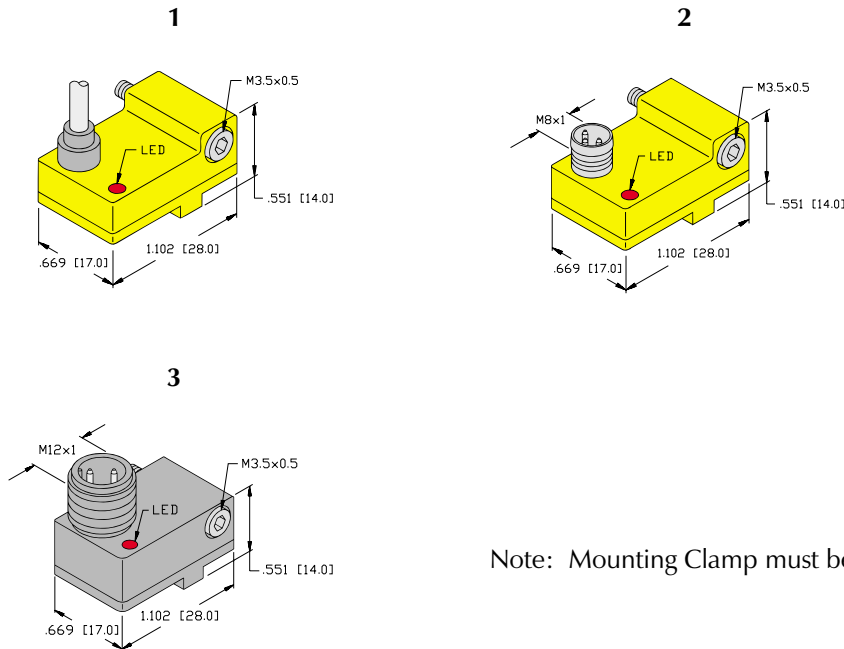 1
M3.5×0.5
LED
.551 [14.0]
1.102 [28.0]
.669 [17.0]
2
M3.5×0.5
M8×1
LED
.551 [14.0]
1.102 [28.0]
.669 [17.0]
3
M12×1
M3.5×0.5
LED
.551 [14.0]
1.102 [28.0]
.669 [17.0]
Note: Mounting Clamp must be